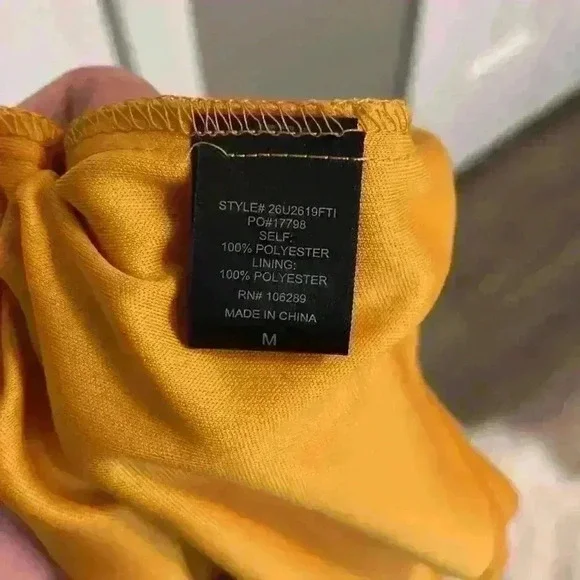 STYLE# 26U2619FTI
PO#17798
SELF:
100% POLYESTER
LINING:
100% POLYESTER
RN# 106289
MADE IN CHINA
M